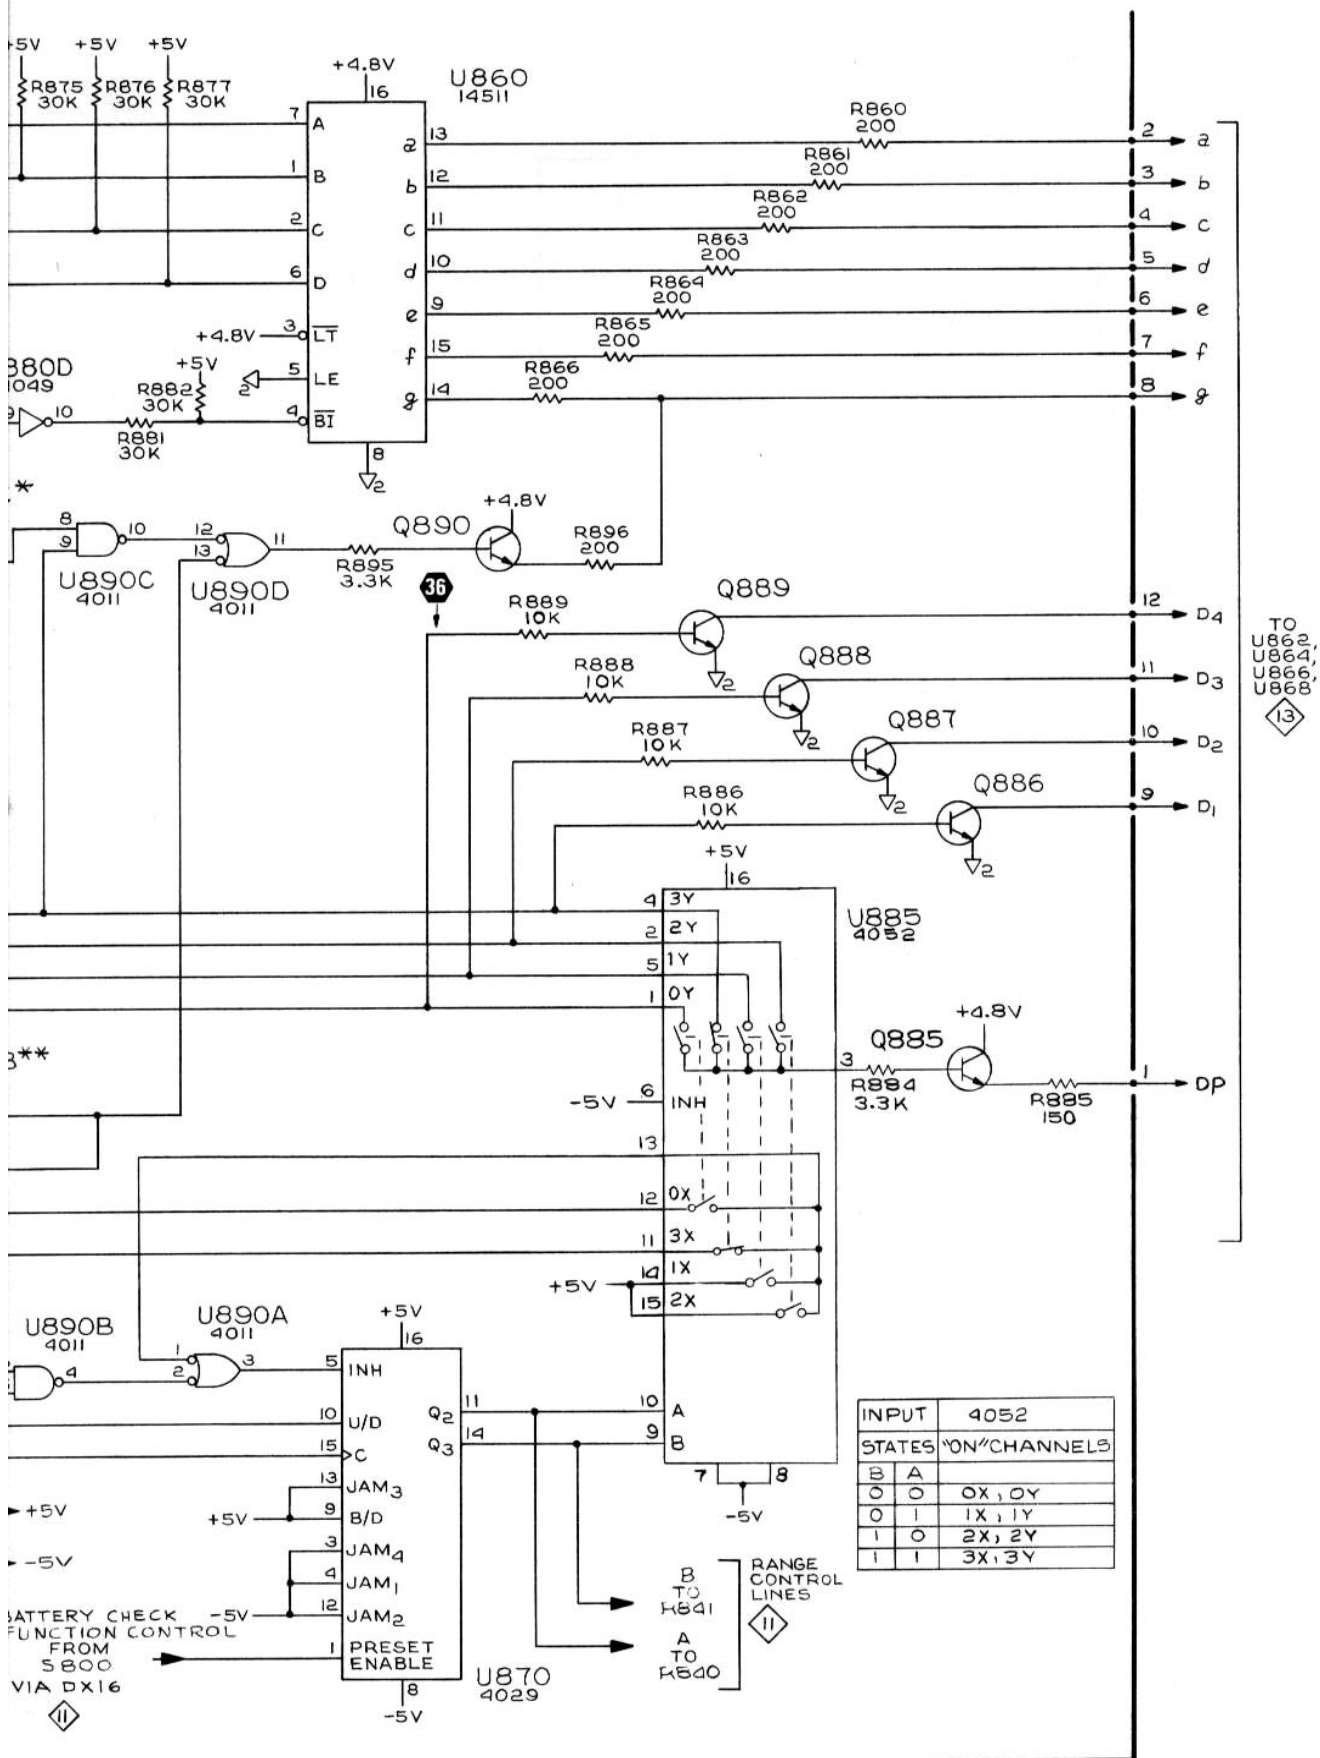 +5V +5V +5V
R875 30K
R876 30K
R877 30K
+4.8V
16
U860
14511
7 A
1 B
2 C
6 D
+4.8V 3 LT
5 LE
2
4 BI
a 13
b 12
c 11
d 10
e 9
f 15
g 14
8
2
R860
200
2 a
R861
200
3 b
R862
200
4 c
R863
200
5 d
R864
200
6 e
R865
200
7 f
R866
200
8 g
880D
10
+5V
R882
30K
R881
30K
*
8
9
10
U890C
4011
12
13
11
U890D
4011
R895
3.3K
Q890
+4.8V
R896
200
36
R889
10K
Q889
2
12 D4
R888
10K
Q888
2
11 D3
R887
10K
Q887
2
10 D2
R886
10K
Q886
2
9 D1
TO
U862,
U864,
U866,
U868
13
+5V
16
U885
4052
4 3Y
2 2Y
5 1Y
1 0Y
**
-5V 6 INH
3
R884
3.3K
Q885
+4.8V
R885
150
1 DP
13
12 0X
11 3X
+5V 14 1X
15 2X
10 A
9 B
7 8
-5V
U890B
4011
4
U890A
4011
1
2
3
+5V
16
5 INH
10 U/D
15 C
13 JAM3
+5V 9 B/D
3 JAM4
4 JAM1
-5V 12 JAM2
1 PRESET
ENABLE
Q2 11
Q3 14
8
-5V
U870
4029
+5V
-5V
BATTERY CHECK
FUNCTION CONTROL
FROM
S800
VIA DX16
11
B
TO
K841
A
TO
K840
RANGE
CONTROL
LINES
11
INPUT 4052
STATES "ON" CHANNELS
B A
0 0 0X, 0Y
0 1 1X, 1Y
1 0 2X, 2Y
1 1 3X, 3Y